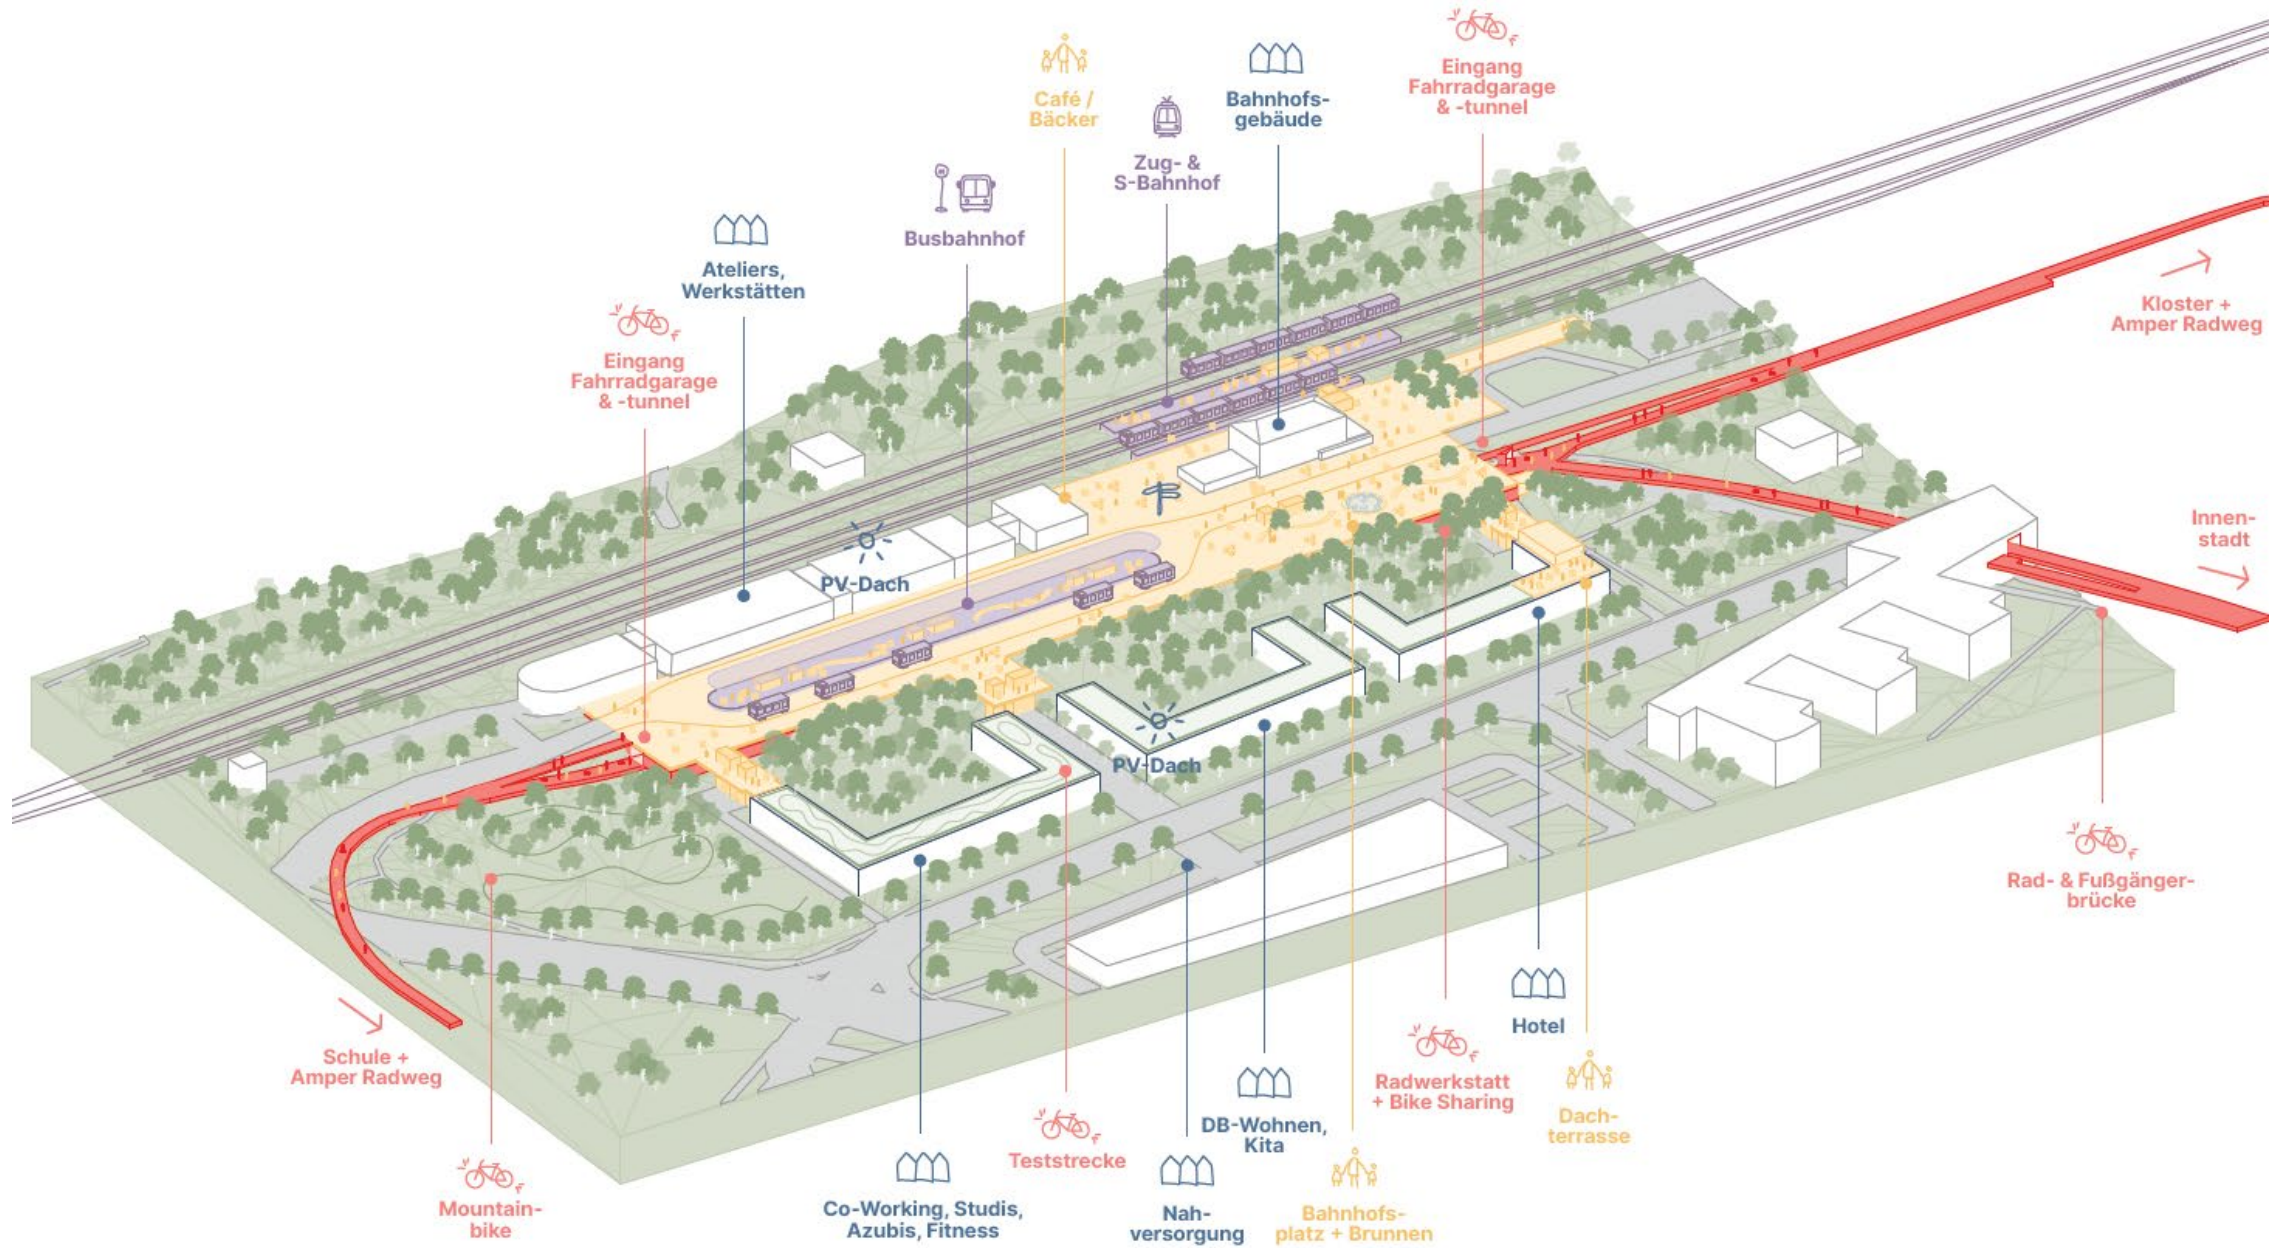 Eingang
Fahrradgarage
& -tunnel
Café /
Bäcker
Bahnhofs-
gebäude
Zug- &
S-Bahnhof
Busbahnhof
Ateliers,
Werkstätten
Eingang
Fahrradgarage
& -tunnel
Kloster +
Amper Radweg
Innen-
stadt
PV-Dach
PV-Dach
Rad- & Fußgänger-
brücke
Schule +
Amper Radweg
Mountain-
bike
Co-Working, Studis,
Azubis, Fitness
Teststrecke
Nah-
versorgung
DB-Wohnen,
Kita
Bahnhofs-
platz + Brunnen
Radwerkstatt
+ Bike Sharing
Hotel
Dach-
terrasse